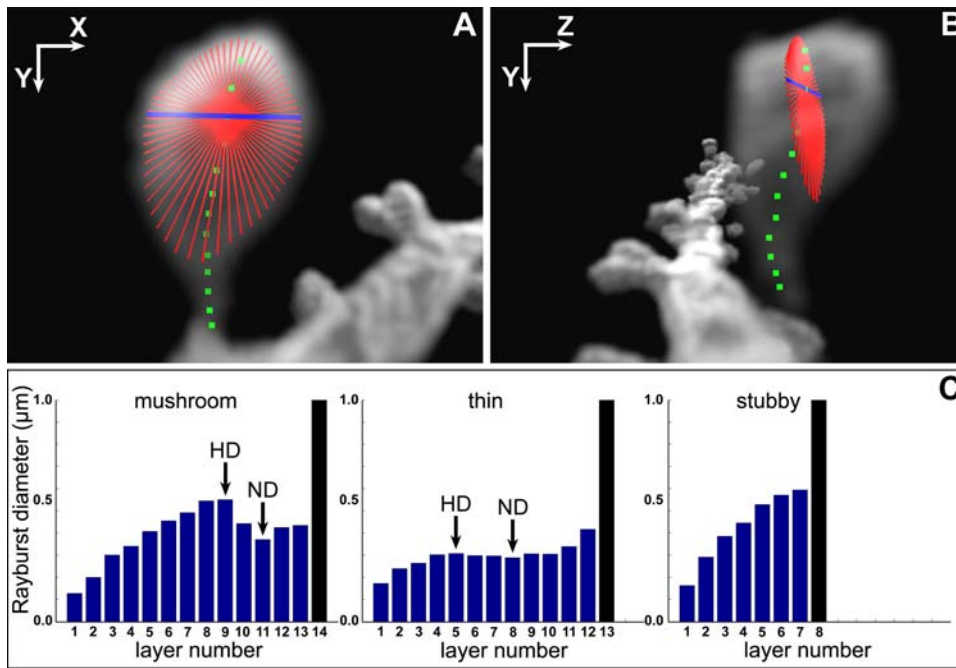 X
Y
A
Z
Y
B
C
Rayburst diameter (μm)
1.0
0.5
0.0
mushroom
HD
ND
1 2 3 4 5 6 7 8 9 10 11 12 13 14
layer number
1.0
0.5
0.0
thin
HD
ND
1 2 3 4 5 6 7 8 9 10 11 12 13
layer number
1.0
0.5
0.0
stubby
1 2 3 4 5 6 7 8
layer number